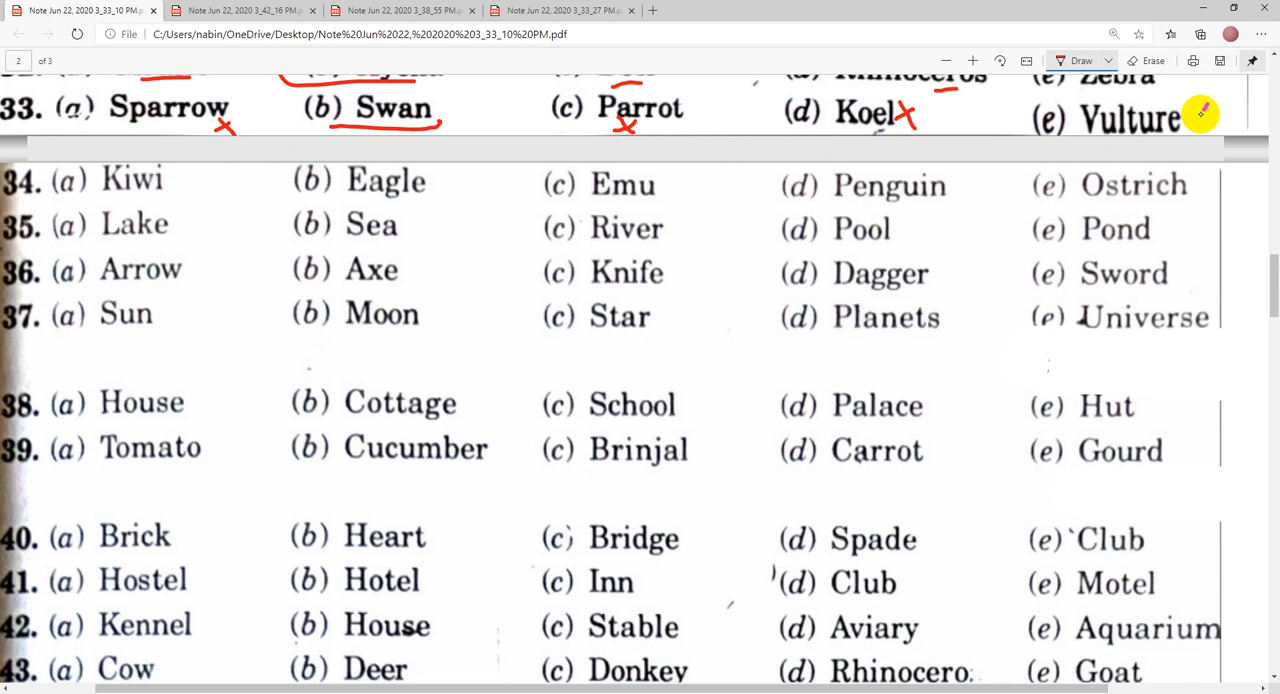 Note Jun 22, 2020 3_33_10 PM.p Note Jun 22, 2020 3_42_16 PM.p Note Jun 22, 2020 3_38_55 PM.p Note Jun 22, 2020 3_33_27 PM.p
File C:/Users/nabin/OneDrive/Desktop/Note%20Jun%2022,%202020%203_33_10%20PM.pdf
2 of 3 Draw Erase
(e) Zebra
33. (a) Sparrow (b) Swan (c) Parrot (d) Koel (e) Vulture
34. (a) Kiwi (b) Eagle (c) Emu (d) Penguin (e) Ostrich
35. (a) Lake (b) Sea (c) River (d) Pool (e) Pond
36. (a) Arrow (b) Axe (c) Knife (d) Dagger (e) Sword
37. (a) Sun (b) Moon (c) Star (d) Planets (e) Universe
38. (a) House (b) Cottage (c) School (d) Palace (e) Hut
39. (a) Tomato (b) Cucumber (c) Brinjal (d) Carrot (e) Gourd
40. (a) Brick (b) Heart (c) Bridge (d) Spade (e) Club
41. (a) Hostel (b) Hotel (c) Inn (d) Club (e) Motel
42. (a) Kennel (b) House (c) Stable (d) Aviary (e) Aquarium
43. (a) Cow (b) Deer (c) Donkey (d) Rhinocero (e) Goat